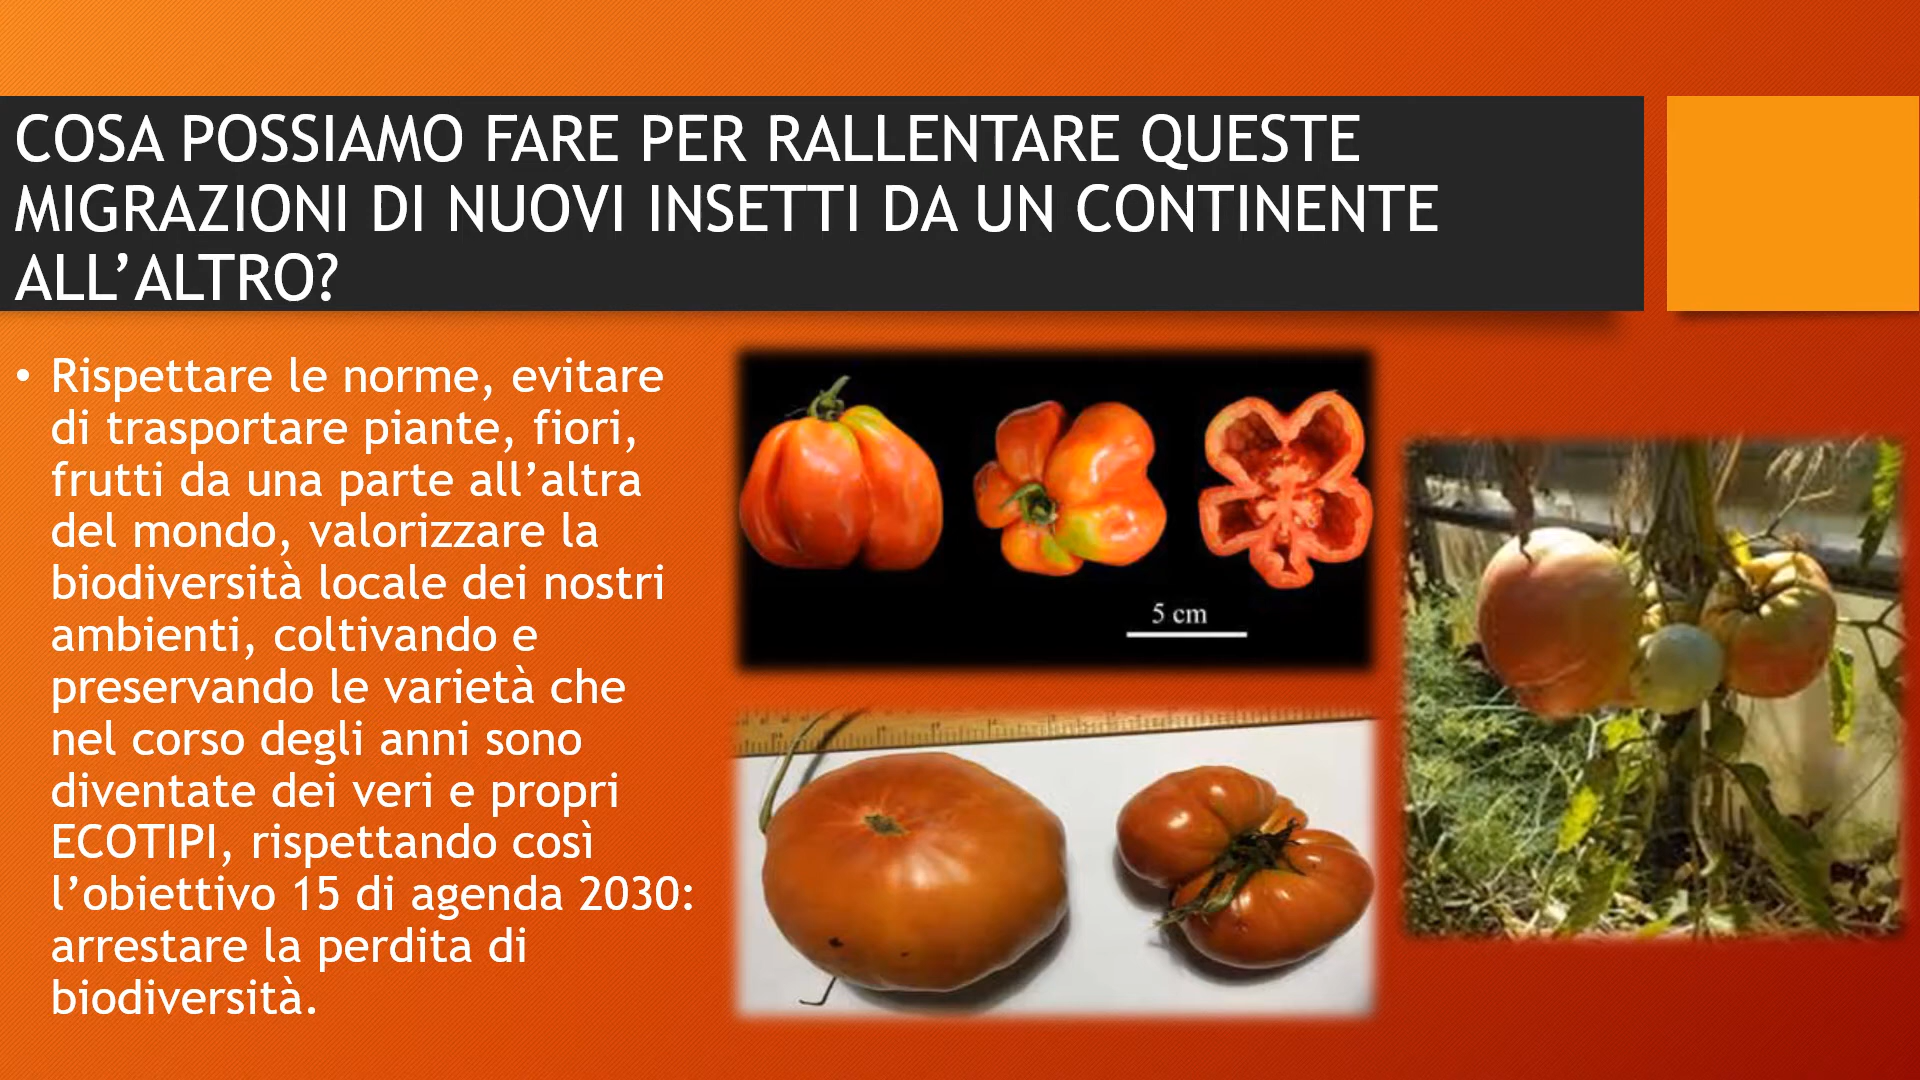 COSA POSSIAMO FARE PER RALLENTARE QUESTE
MIGRAZIONI DI NUOVI INSETTI DA UN CONTINENTE
ALL’ALTRO?
• Rispettare le norme, evitare
di trasportare piante, fiori,
frutti da una parte all’altra
del mondo, valorizzare la
biodiversità locale dei nostri
ambienti, coltivando e
preservando le varietà che
nel corso degli anni sono
diventate dei veri e propri
ECOTIPI, rispettando così
l’obiettivo 15 di agenda 2030:
arrestare la perdita di
biodiversità.
5 cm